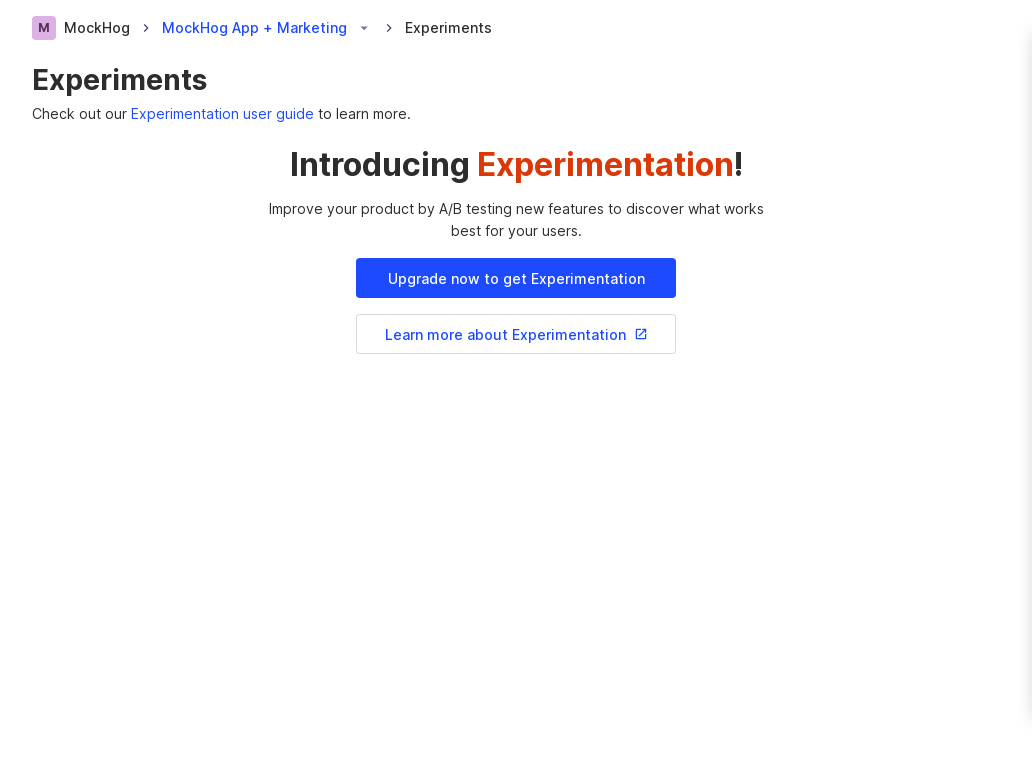 M MockHog MockHog App + Marketing Experiments
Experiments
Check out our Experimentation user guide to learn more.
Introducing Experimentation!
Improve your product by A/B testing new features to discover what works
best for your users.
Upgrade now to get Experimentation
Learn more about Experimentation